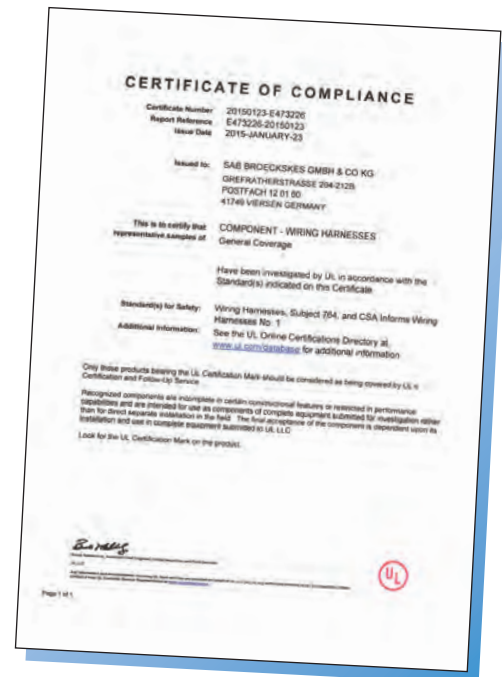 CERTIFICATE OF COMPLIANCE
Certificate Number 20150123-E473226
Report Reference E473226-20150123
Issue Date 2015-JANUARY-23
Issued to: SAB BROECKSKES GMBH & CO KG
GREFRATHERSTRASSE 204-212B
POSTFACH 12 01 60
41749 VIERSEN GERMANY
This is to certify that COMPONENT - WIRING HARNESSES
representative samples of General Coverage
Have been investigated by UL in accordance with the
Standard(s) indicated on this Certificate.
Standard(s) for Safety: Wiring Harnesses, Subject 764, and CSA Informs Wiring
Harnesses No. 1
Additional Information: See the UL Online Certifications Directory at
www.ul.com/database for additional information
Only those products bearing the UL Certification Mark should be considered as being covered by UL's
Certification and Follow-Up Service.
Recognized components are incomplete in certain constructional features or restricted in performance
capabilities and are intended for use as components of complete equipment submitted for investigation rather
than for direct separate installation in the field. The final acceptance of the component is dependent upon its
installation and use in complete equipment submitted to UL LLC.
Look for the UL Certification Mark on the product.
UL
Page 1 of 1